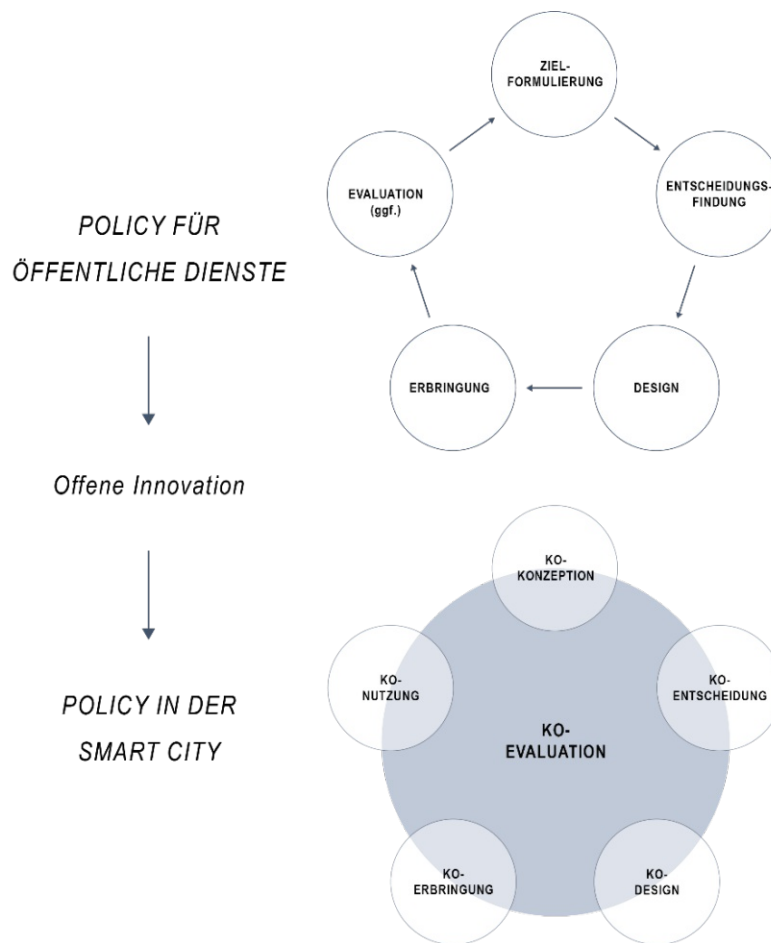 ZIEL-
FORMULIERUNG
EVALUATION
(ggf.)
ENTSCHEIDUNGS-
FINDUNG
POLICY FÜR
ÖFFENTLICHE DIENSTE
ERBRINGUNG
DESIGN
Offene Innovation
KO-
KONZEPTION
KO-
NUTZUNG
KO-
ENTSCHEIDUNG
POLICY IN DER
SMART CITY
KO-
EVALUATION
KO-
ERBRINGUNG
KO-
DESIGN